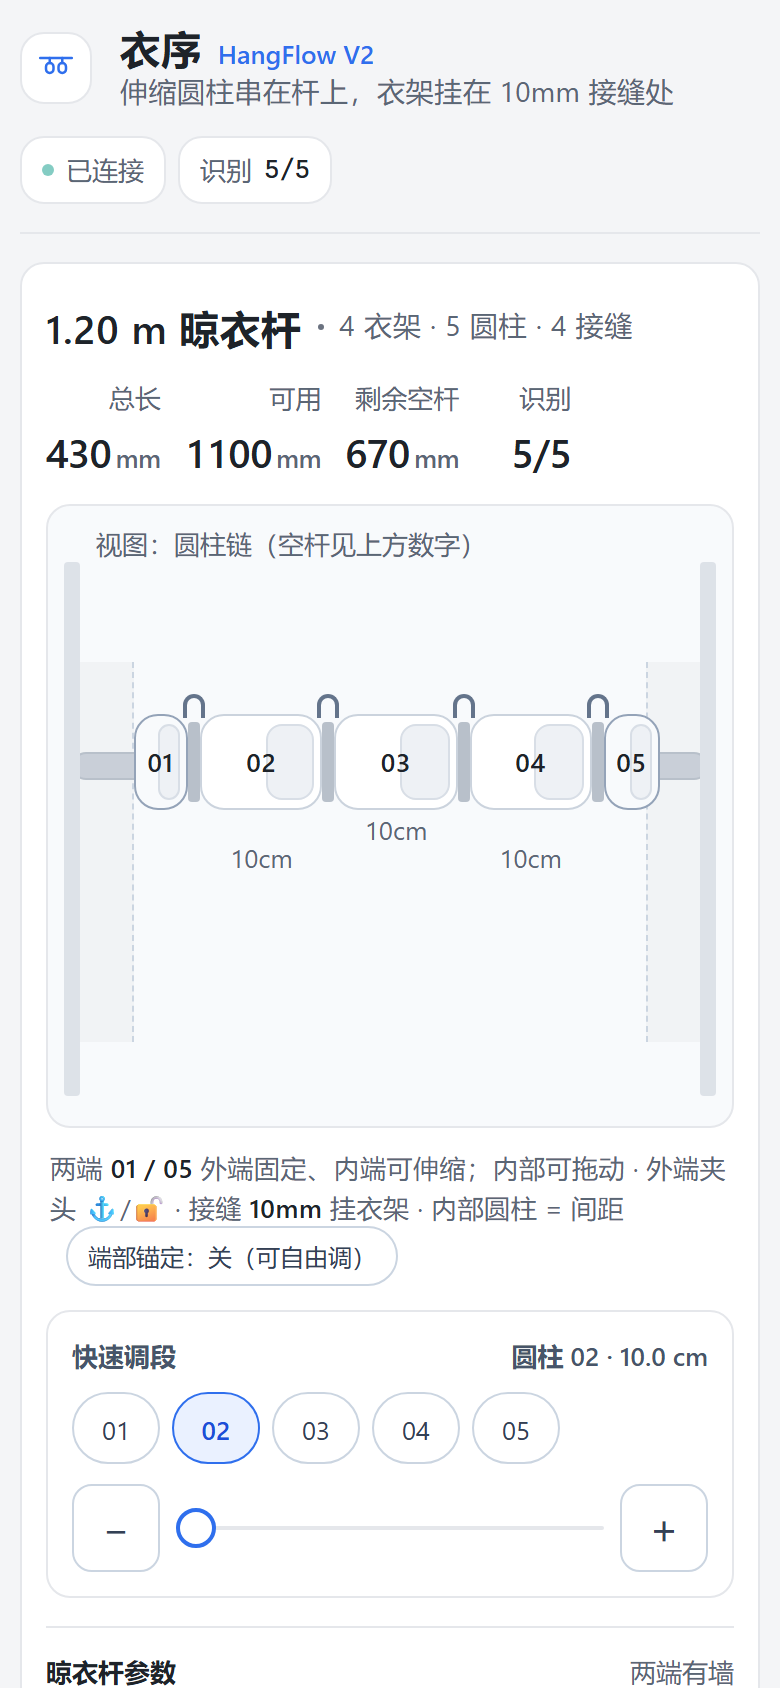 衣序 HangFlow V2
伸缩圆柱串在杆上，衣架挂在 10mm 接缝处
已连接 识别 5/5
1.20 m 晾衣杆 · 4 衣架 · 5 圆柱 · 4 接缝
总长 可用 剩余空杆 识别
430 mm 1100 mm 670 mm 5/5
视图：圆柱链（空杆见上方数字）
01 02 03 04 05
10cm
10cm 10cm
两端 01 / 05 外端固定、内端可伸缩；内部可拖动 · 外端夹
头 ⚓/🔓 · 接缝 10mm 挂衣架 · 内部圆柱 = 间距
端部锚定：关（可自由调）
快速调段 圆柱 02 · 10.0 cm
01 02 03 04 05
− +
晾衣杆参数 两端有墙